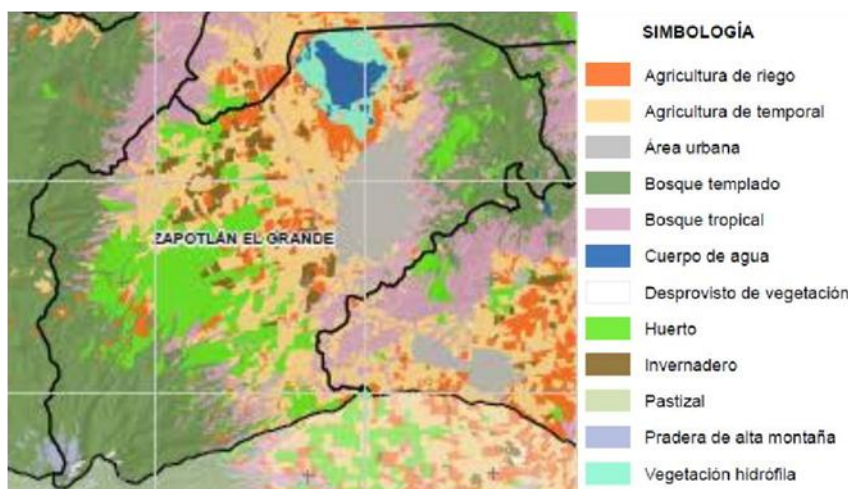 ZAPOTLÁN EL GRANDE
SIMBOLOGÍA
Agricultura de riego
Agricultura de temporal
Área urbana
Bosque templado
Bosque tropical
Cuerpo de agua
Desprovisto de vegetación
Huerto
Invernadero
Pastizal
Pradera de alta montaña
Vegetación hidrófila